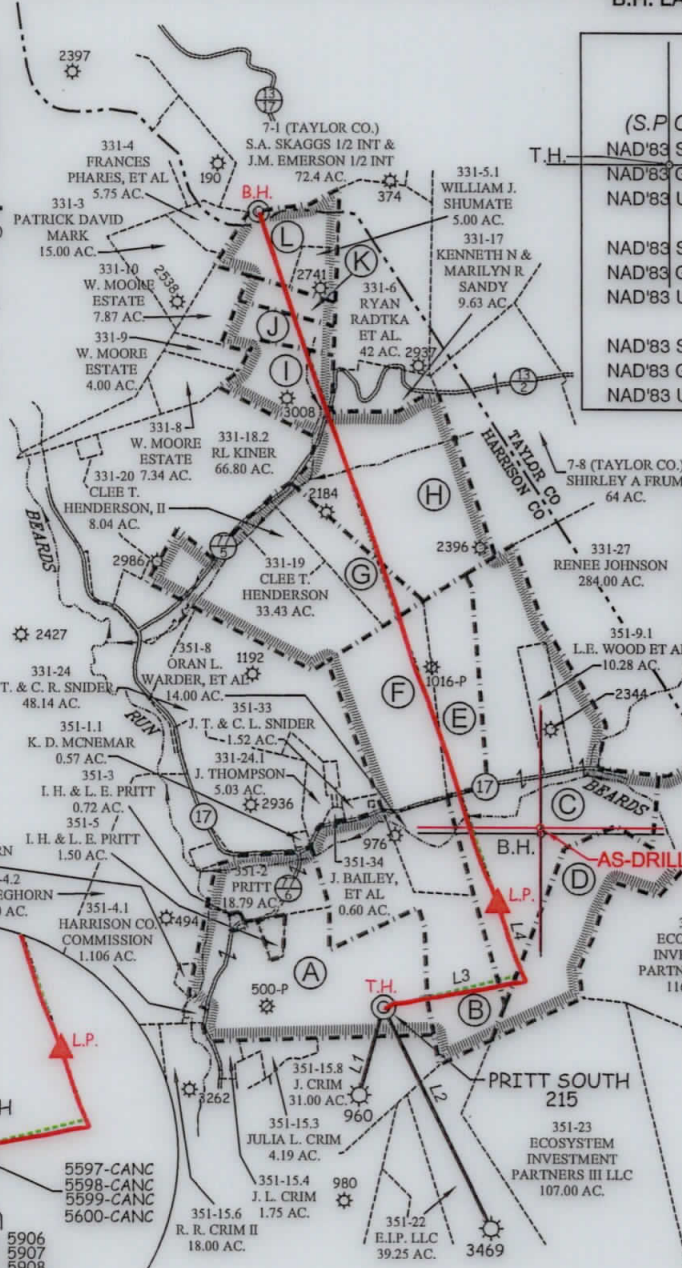 B.H. LA
2397
13
17
7-1 (TAYLOR CO.)
S.A. SKAGGS 1/2 INT &
J.M. EMERSON 1/2 INT
72.4 AC.
331-4
FRANCES
PHARES, ET AL
5.75 AC.
190
T.H.
(S.P.C
NAD'83 S
NAD'83 G
NAD'83 U
NAD'83 S
NAD'83 G
NAD'83 U
NAD'83 S
NAD'83 G
NAD'83 U
331-3
PATRICK DAVID
MARK
15.00 AC.
B.H.
374
331-5.1
WILLIAM J.
SHUMATE
5.00 AC.
L
K
331-17
KENNETH N &
MARILYN R
SANDY
9.63 AC.
331-10
W. MOORE
ESTATE
7.87 AC.
2538
2741
331-6
RYAN
RADTKA
ET AL.
42 AC.
2937
J
331-9
W. MOORE
ESTATE
4.00 AC.
I
3008
13
2
331-8
W. MOORE
ESTATE
7.34 AC.
331-18.2
RL KINER
66.80 AC.
TAYLOR CO
HARRISON CO
7-8 (TAYLOR CO.)
SHIRLEY A FRUM
64 AC.
331-20
CLEE T.
HENDERSON, II
8.04 AC.
2184
H
BEARDS
RUN
77
5
2986
2396
331-19
CLEE T.
HENDERSON
33.43 AC.
G
331-27
RENEE JOHNSON
284.00 AC.
2427
351-8
ORAN L.
WARDER, ET AL
14.00 AC.
1192
351-9.1
L.E. WOOD ET AL
10.28 AC.
331-24
T. & C. R. SNIDER
48.14 AC.
F
1016-P
E
2344
351-33
J. T. & C. L. SNIDER
1.52 AC.
351-1.1
K. D. MCNEMAR
0.57 AC.
331-24.1
J. THOMPSON
5.03 AC.
351-3
I. H. & L. E. PRITT
0.72 AC.
2936
17
17
BEARDS
C
351-5
I. H. & L. E. PRITT
1.50 AC.
976
B.H.
AS-DRILL
D
351-2
PRITT
18.79 AC.
77
6
351-34
J. BAILEY,
ET AL
0.60 AC.
RN
-4.2
EGHORN
AC.
351-4.1
HARRISON CO.
COMMISSION
1.106 AC.
494
L.P.
L4
ECO
INVE
PARTN
116
A
500-P
T.H.
L3
B
L.P.
H
L1
L2
3262
351-15.8
J. CRIM
31.00 AC.
960
PRITT SOUTH
215
351-15.3
JULIA L. CRIM
4.19 AC.
351-23
ECOSYSTEM
INVESTMENT
PARTNERS III LLC
107.00 AC.
5597-CANC
5598-CANC
5599-CANC
5600-CANC
351-15.4
J. L. CRIM
1.75 AC.
980
351-15.6
R. R. CRIM II
18.00 AC.
351-22
E.I.P. LLC
39.25 AC.
3469
5906
5907
5908